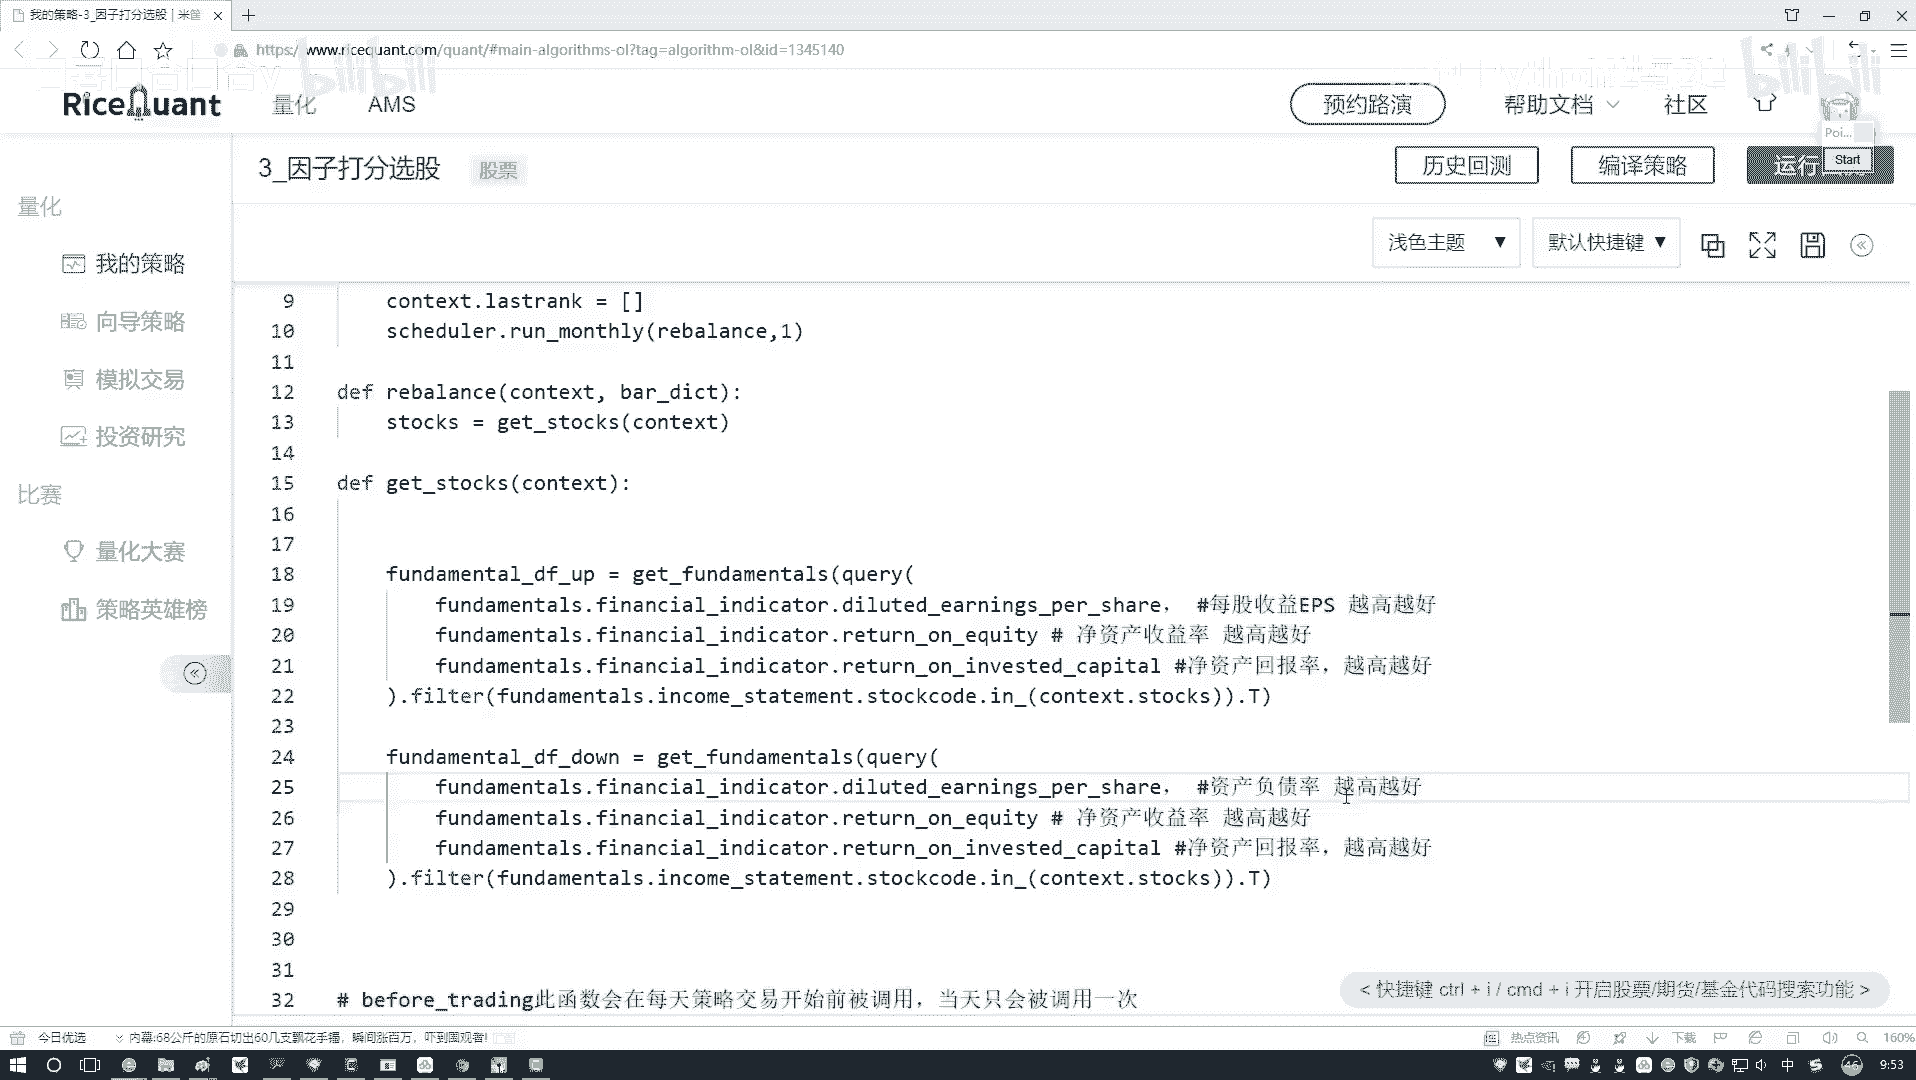 我的策略-3_因子打分选股 | 米筐
https://www.ricequant.com/quant/#main-algorithms-ol?tag=algorithm-ol&id=1345140
bilibili
bilibili
RiceQuant
量化
AMS
预约路演
帮助文档
社区
Poi...
Start
3_因子打分选股
股票
历史回测
编译策略
运行
量化
我的策略
向导策略
模拟交易
投资研究
比赛
量化大赛
策略英雄榜
浅色主题 ▼
默认快捷键 ▼
9 context.lastrank = []
10 scheduler.run_monthly(rebalance,1)
11
12 def rebalance(context, bar_dict):
13 stocks = get_stocks(context)
14
15 def get_stocks(context):
16
17
18 fundamental_df_up = get_fundamentals(query(
19 fundamentals.financial_indicator.diluted_earnings_per_share， #每股收益EPS 越高越好
20 fundamentals.financial_indicator.return_on_equity # 净资产收益率 越高越好
21 fundamentals.financial_indicator.return_on_invested_capital #净资产回报率，越高越好
22 ).filter(fundamentals.income_statement.stockcode.in_(context.stocks)).T)
23
24 fundamental_df_down = get_fundamentals(query(
25 fundamentals.financial_indicator.diluted_earnings_per_share， #资产负债率 越高越好
26 fundamentals.financial_indicator.return_on_equity # 净资产收益率 越高越好
27 fundamentals.financial_indicator.return_on_invested_capital #净资产回报率，越高越好
28 ).filter(fundamentals.income_statement.stockcode.in_(context.stocks)).T)
29
30
31
32 # before_trading此函数会在每天策略交易开始前被调用，当天只会被调用一次
< 快捷键 ctrl + i / cmd + i 开启股票/期货/基金代码搜索功能 >
今日优选
内幕:68公斤的原石切出60几支飘花手镯，瞬间涨百万，吓到围观者!
热点资讯
下载
160%
中
46
9:53